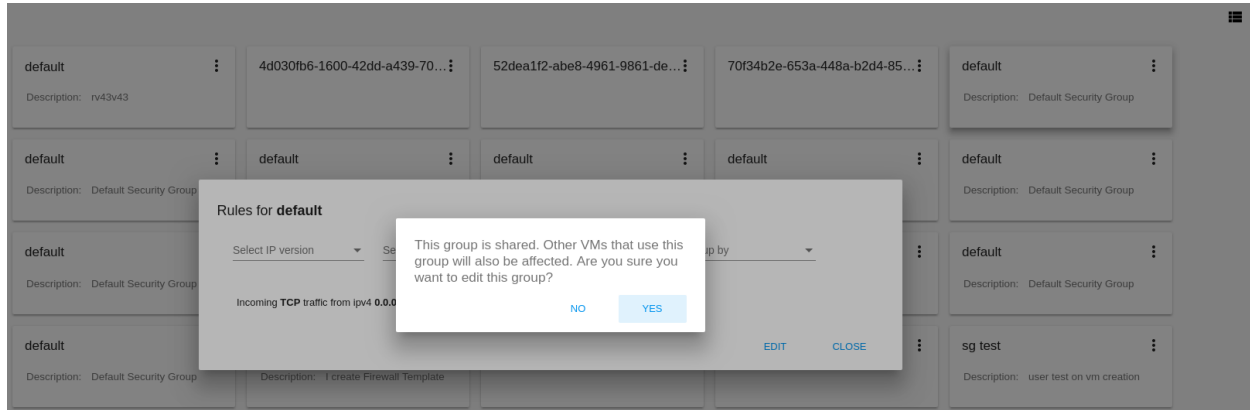 default
4d030fb6-1600-42dd-a439-70...
52dea1f2-abe8-4961-9861-de...
70f34b2e-653a-448a-b2d4-85...
default
Description: rv43v43
Description: Default Security Group
default
default
default
default
default
Description: Default Security Group
Description: Default Security Group
Rules for default
This group is shared. Other VMs that use this
group will also be affected. Are you sure you
want to edit this group?
Select IP version
Se
up by
default
default
Description: Default Security Group
Description: Default Security Group
Incoming TCP traffic from ipv4 0.0.0
NO
YES
EDIT
CLOSE
default
sg test
Description: Default Security Group
Description: I create Firewall Template
Description: user test on vm creation